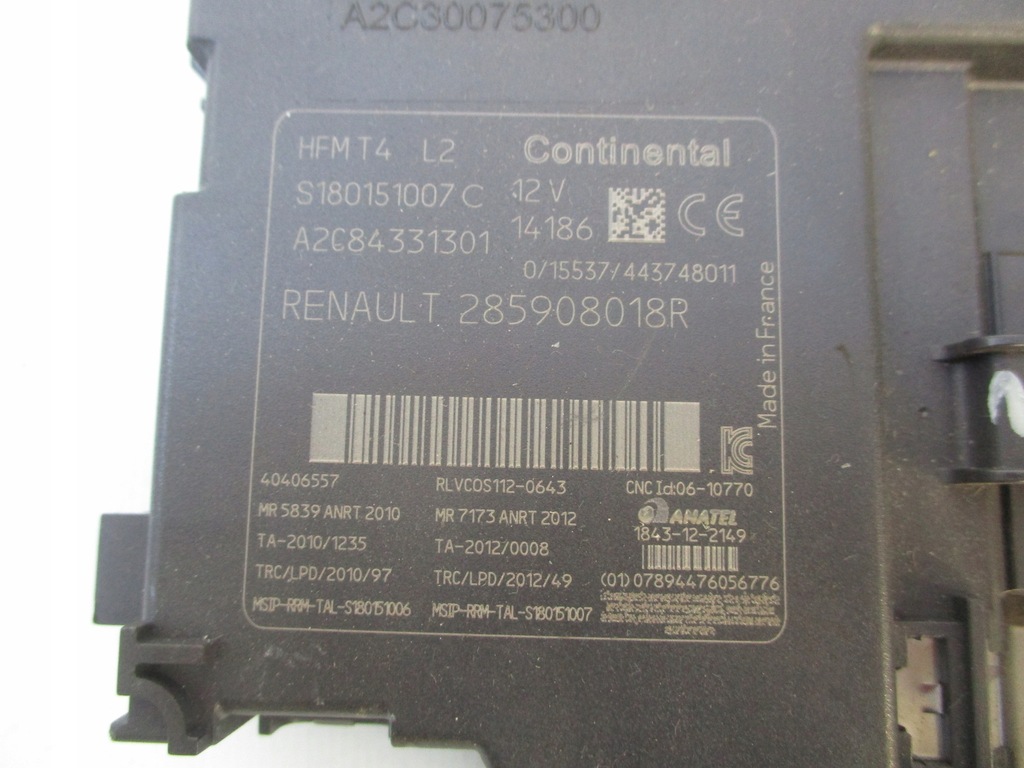 A2C30075300
HFM T4 L2 Continental
S180151007C 12 V
A2C84331301 14186 CE
0/15537/443748011
RENAULT 285908018R
Made in France
40406557 RLVCOS112-0643 CNC Id:06-10770
MR 5839 ANRT 2010 MR 7173 ANRT 2012 ANATEL
TA-2010/1235 TA-2012/0008 1843-12-2149
TRC/LPD/2010/97 TRC/LPD/2012/49 (01)07894476056776
MSIP-RRM-TAL-S180151006 MSIP-RRM-TAL-S180151007